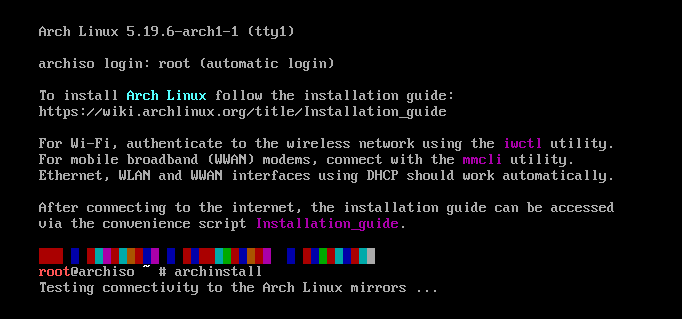 Arch Linux 5.19.6-arch1-1 (tty1)
archiso login: root (automatic login)
To install Arch Linux follow the installation guide:
https://wiki.archlinux.org/title/Installation_guide
For Wi-Fi, authenticate to the wireless network using the iwctl utility.
For mobile broadband (WWAN) modems, connect with the mmcli utility.
Ethernet, WLAN and WWAN interfaces using DHCP should work automatically.
After connecting to the internet, the installation guide can be accessed
via the convenience script Installation_guide.
root@archiso ~ # archinstall
Testing connectivity to the Arch Linux mirrors ...